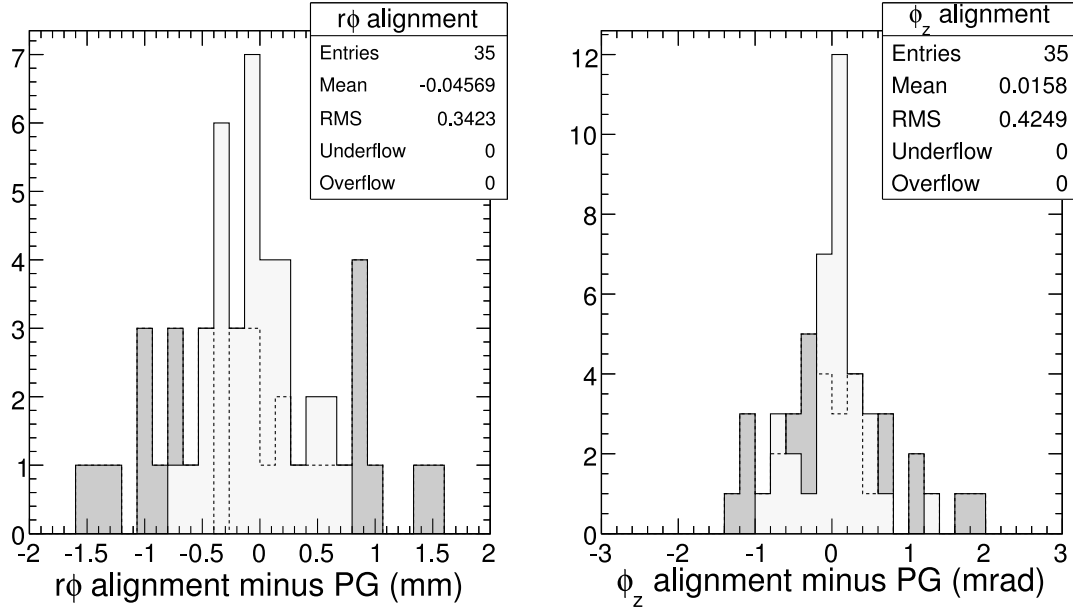 rϕ alignment
Entries 35
Mean -0.04569
RMS 0.3423
Underflow 0
Overflow 0
7
6
5
4
3
2
1
0
-2 -1.5 -1 -0.5 0 0.5 1 1.5 2
rϕ alignment minus PG (mm)
ϕz alignment
Entries 35
Mean 0.0158
RMS 0.4249
Underflow 0
Overflow 0
12
10
8
6
4
2
0
-3 -2 -1 0 1 2 3
ϕz alignment minus PG (mrad)